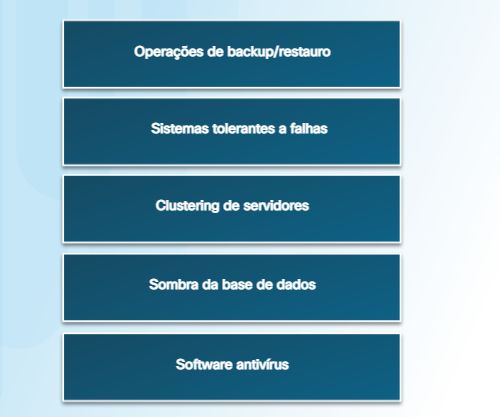 Operações de backup/restauro
Sistemas tolerantes a falhas
Clustering de servidores
Sombra da base de dados
Software antivírus